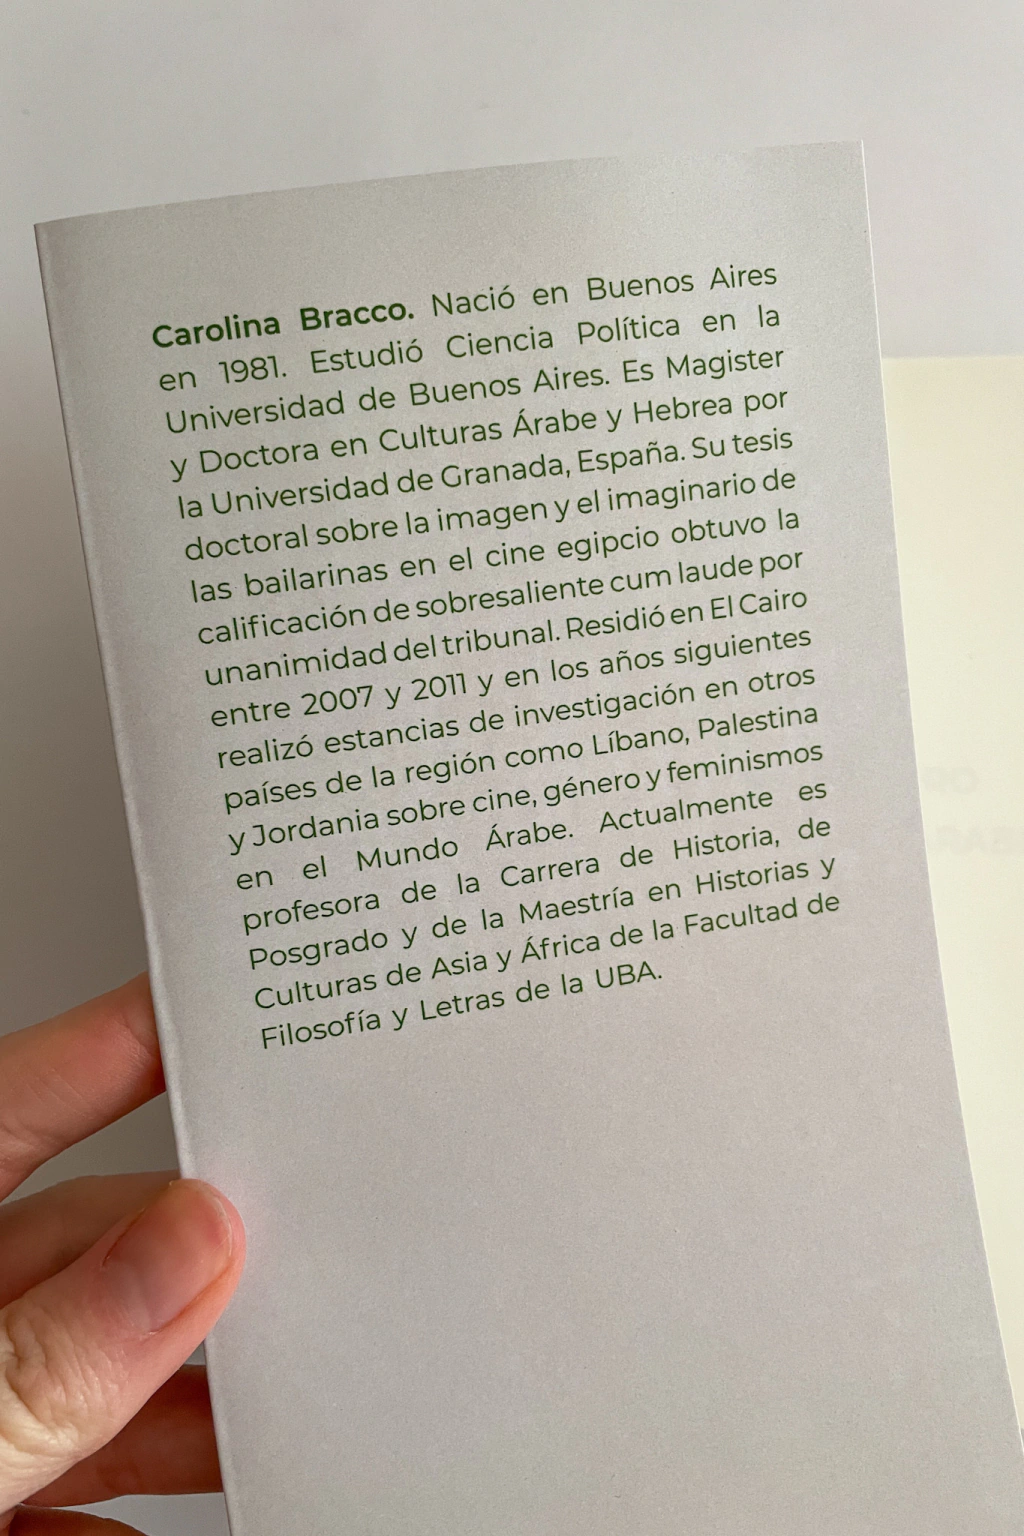 Carolina Bracco. Nació en Buenos Aires
en 1981. Estudió Ciencia Política en la
Universidad de Buenos Aires. Es Magister
y Doctora en Culturas Árabe y Hebrea por
la Universidad de Granada, España. Su tesis
doctoral sobre la imagen y el imaginario de
las bailarinas en el cine egipcio obtuvo la
calificación de sobresaliente cum laude por
unanimidad del tribunal. Residió en El Cairo
entre 2007 y 2011 y en los años siguientes
realizó estancias de investigación en otros
países de la región como Líbano, Palestina
y Jordania sobre cine, género y feminismos
en el Mundo Árabe. Actualmente es
profesora de la Carrera de Historia, de
Posgrado y de la Maestría en Historias y
Culturas de Asia y África de la Facultad de
Filosofía y Letras de la UBA.